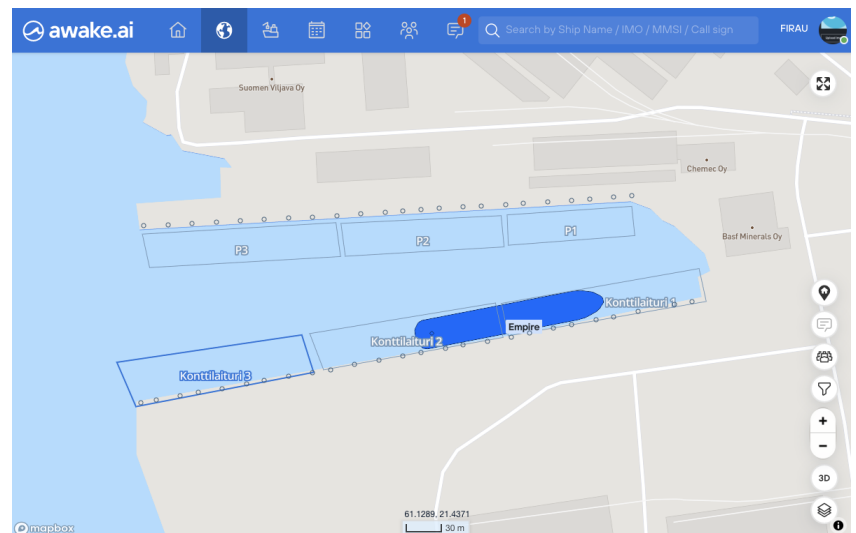 awake.ai
1
Search by Ship Name / IMO / MMSI / Call sign
FIRAU
Suomen Viljava Oy
Chemec Oy
P3
P2
P1
Basf Minerals Oy
Konttilaituri 1
Empire
Konttilaituri 2
Konttilaituri 3
+
−
3D
61.1289, 21.4371
30 m
mapbox